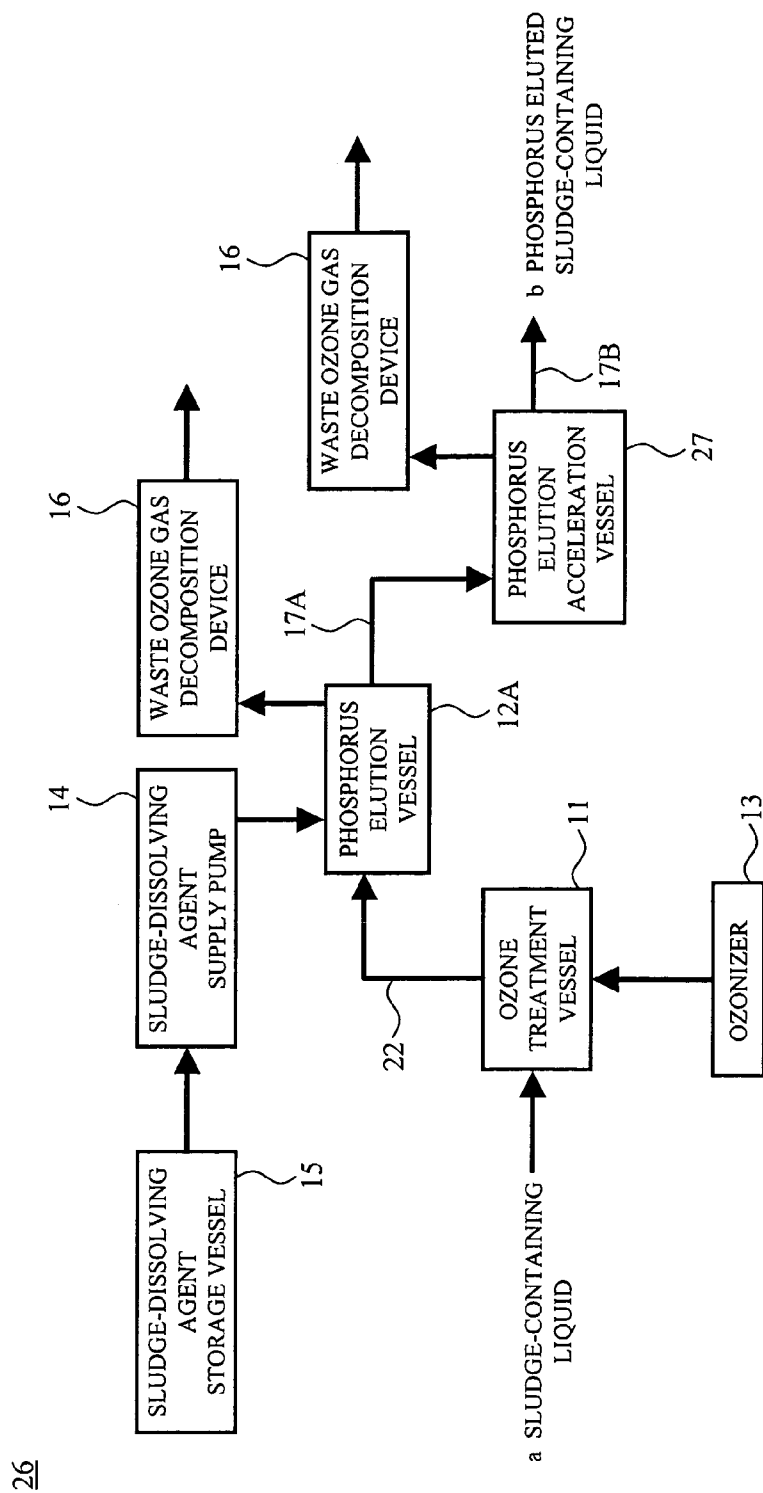 26
SLUDGE-DISSOLVING
AGENT
STORAGE VESSEL
15
SLUDGE-DISSOLVING
AGENT
SUPPLY PUMP
14
WASTE OZONE GAS
DECOMPOSITION
DEVICE
16
WASTE OZONE GAS
DECOMPOSITION
DEVICE
16
PHOSPHORUS
ELUTION
VESSEL
12A
17A
22
a SLUDGE-CONTAINING
LIQUID
OZONE
TREATMENT
VESSEL
11
PHOSPHORUS
ELUTION
ACCELERATION
VESSEL
27
17B
b PHOSPHORUS ELUTED
SLUDGE-CONTAINING
LIQUID
OZONIZER
13